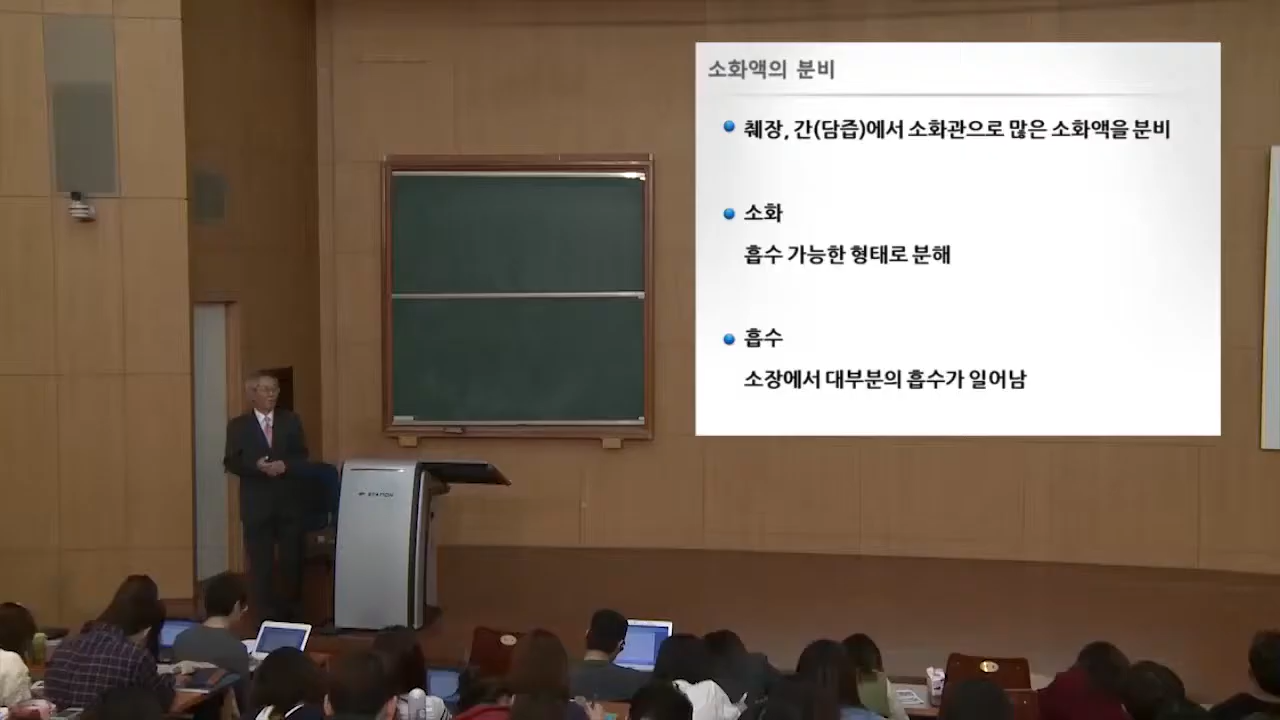 소화액의 분비
췌장, 간(담즙)에서 소화관으로 많은 소화액을 분비
소화
흡수 가능한 형태로 분해
흡수
소장에서 대부분의 흡수가 일어남